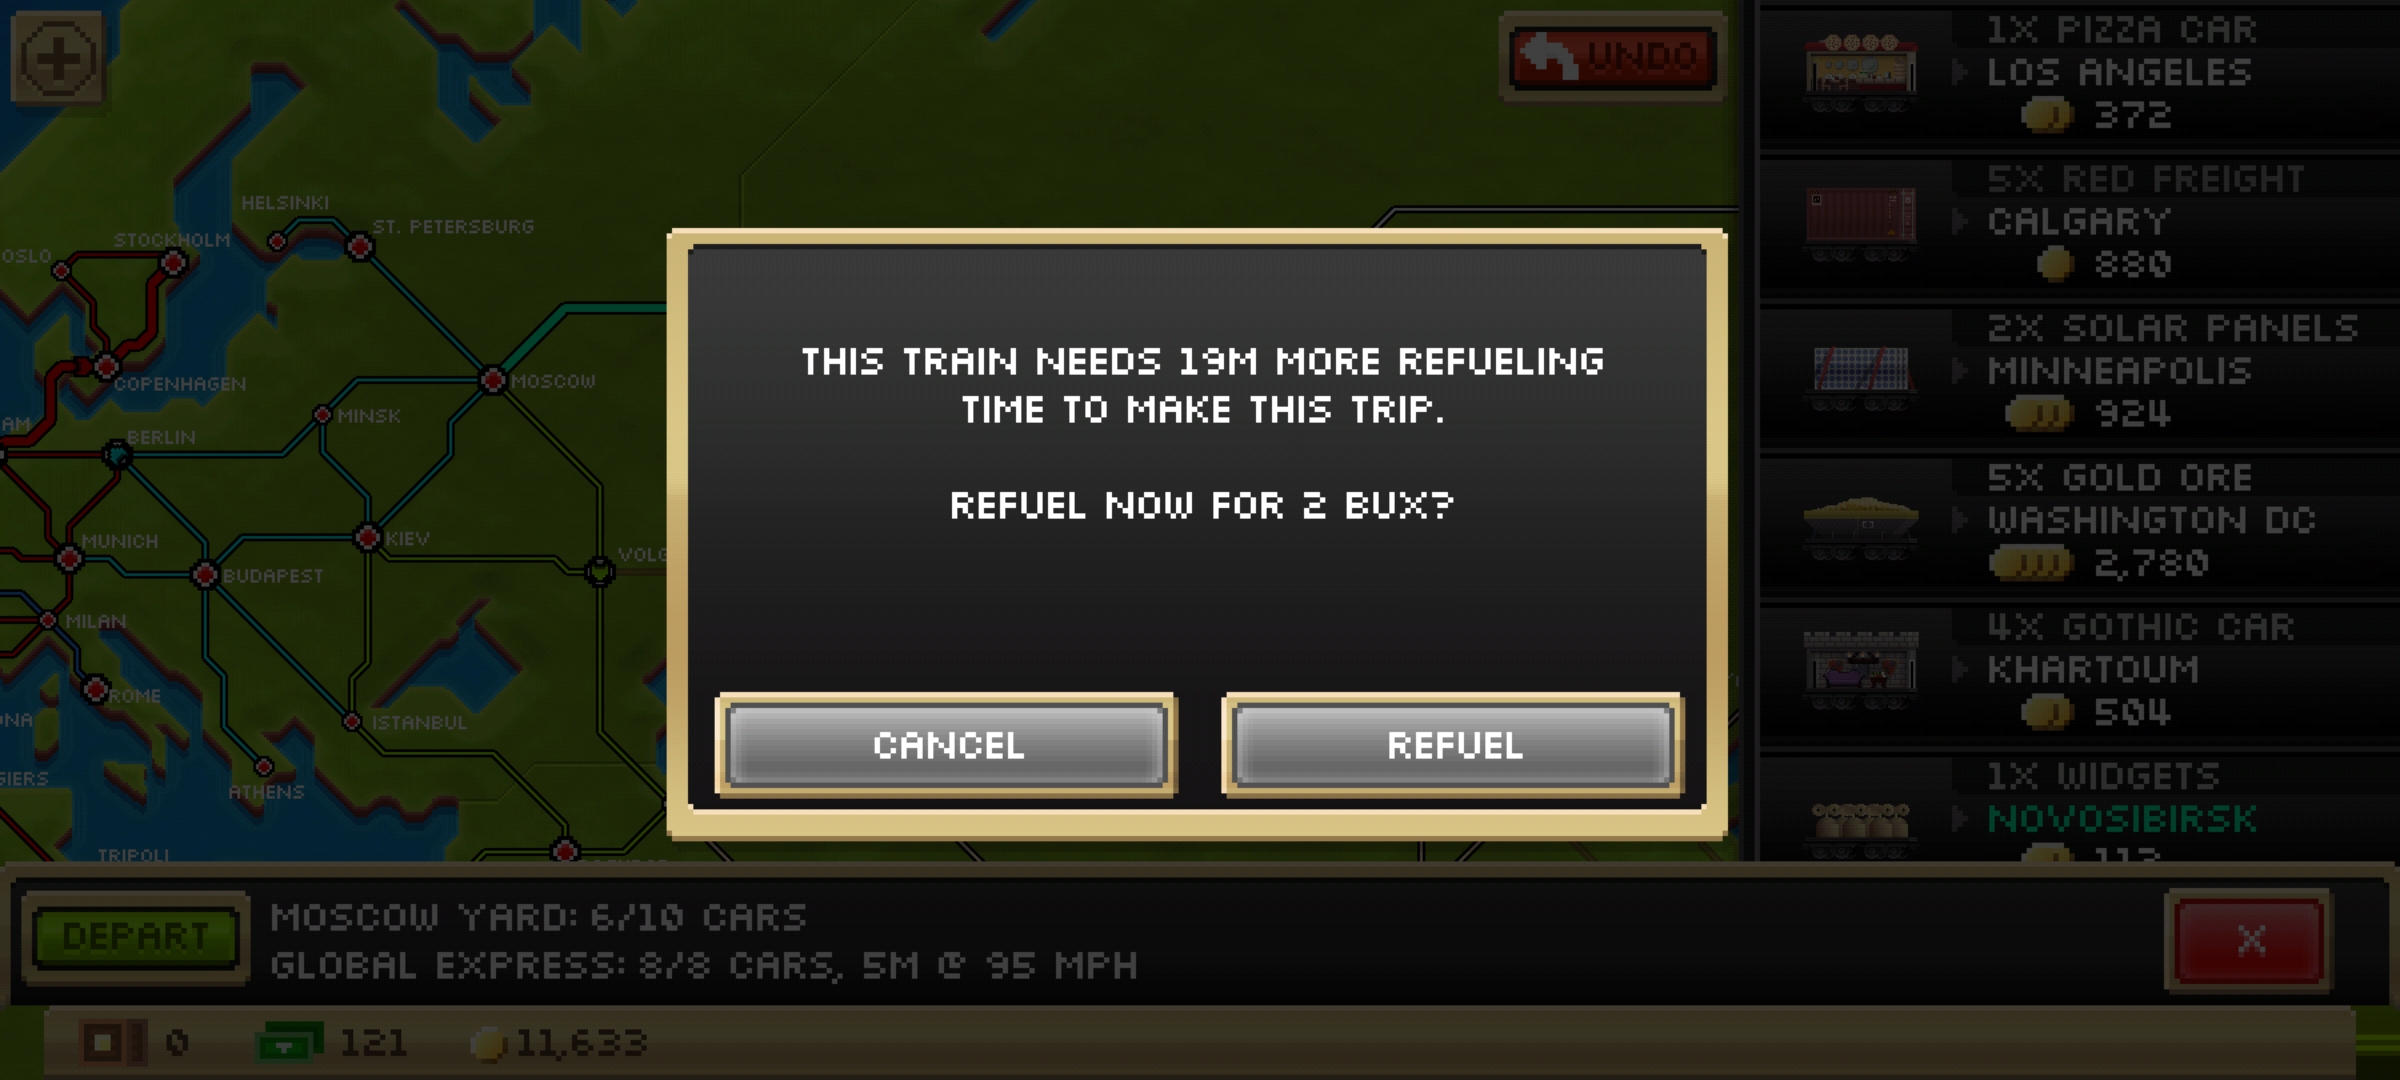 UNDO
HELSINKI
ST. PETERSBURG
STOCKHOLM
OSLO
COPENHAGEN
MOSCOW
MINSK
AM
BERLIN
MUNICH
KIEV
VOLG
BUDAPEST
MILAN
ROME
ONA
ISTANBUL
GIERS
ATHENS
TRIPOLI
THIS TRAIN NEEDS 19M MORE REFUELING
TIME TO MAKE THIS TRIP.
REFUEL NOW FOR 2 BUX?
CANCEL
REFUEL
1X PIZZA CAR
LOS ANGELES
372
5X RED FREIGHT
CALGARY
880
2X SOLAR PANELS
MINNEAPOLIS
924
5X GOLD ORE
WASHINGTON DC
2,780
4X GOTHIC CAR
KHARTOUM
504
1X WIDGETS
NOVOSIBIRSK
DEPART
MOSCOW YARD: 6/10 CARS
GLOBAL EXPRESS: 8/8 CARS, 5M @ 95 MPH
X
0
121
11,633